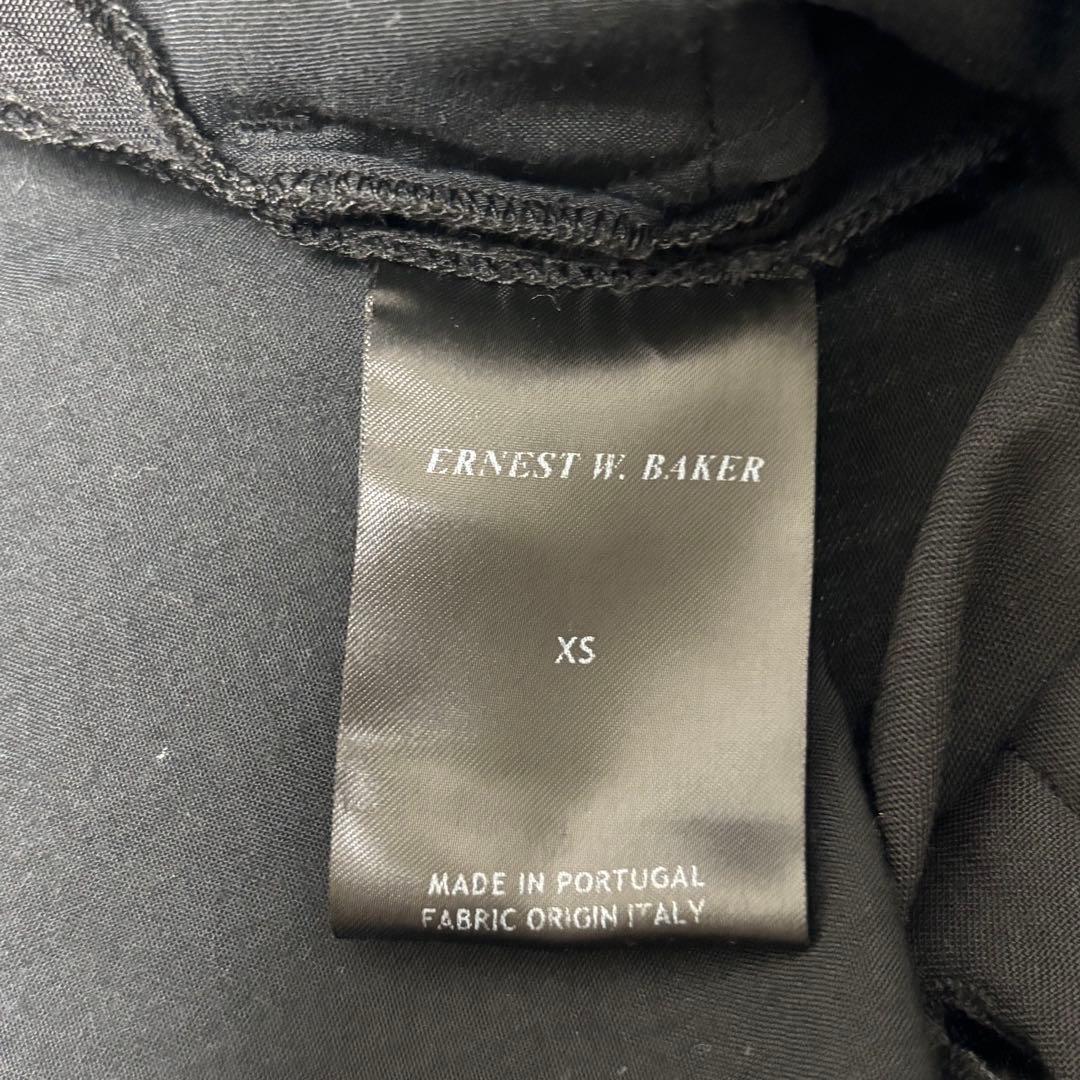 ERNEST W. BAKER
XS
MADE IN PORTUGAL
FABRIC ORIGIN ITALY